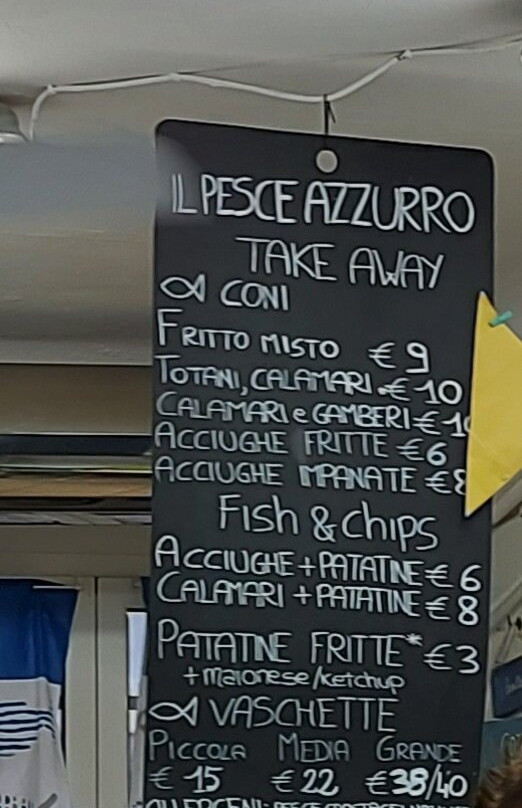 IL PESCE AZZURRO
TAKE AWAY
CONI
FRITTO MISTO € 9
TOTANI, CALAMARI € 10
CALAMARI e GAMBERI €
ACCIUGHE FRITTE € 6
ACCIUGHE IMPANATE €
Fish & chips
ACCIUGHE + PATATINE € 6
CALAMARI + PATATINE € 8
PATATINE FRITTE* € 3
+ maionese/ketchup
VASCHETTE
PICCOLA MEDIA GRANDE
€ 15 € 22 € 38/40